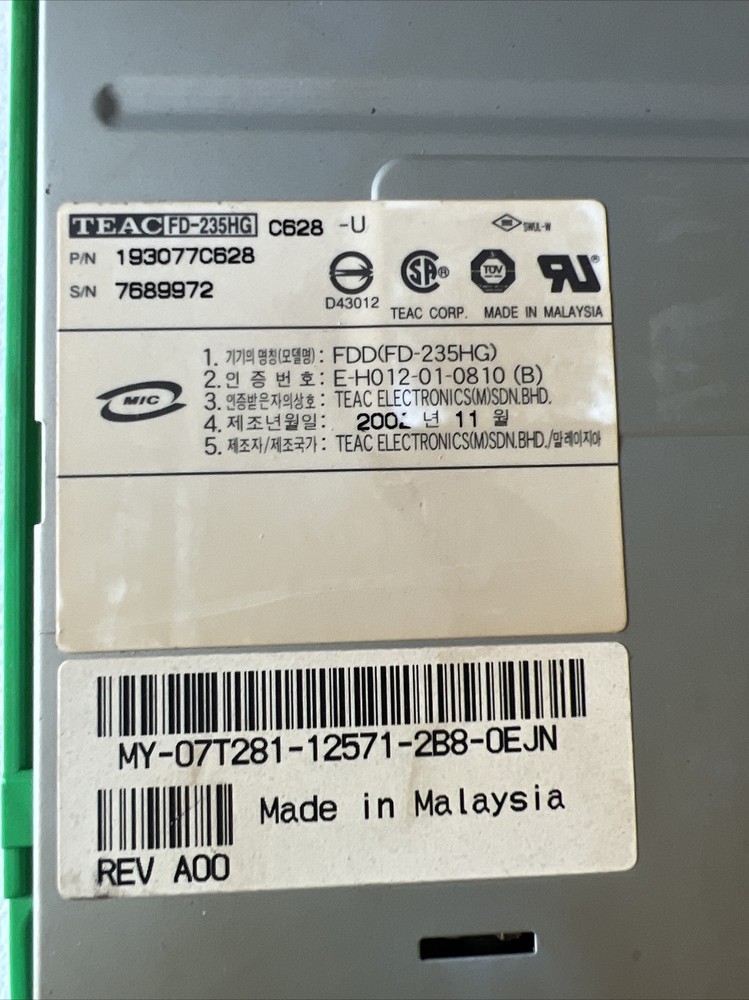 TEAC FD-235HG C628 -U
P/N 193077C628
S/N 7689972
D43012
SA®
TÜV
®
TEAC CORP. MADE IN MALAYSIA
MIC
1. 기기의 명칭(모델명) : FDD(FD-235HG)
2. 인 증 번 호 : E-H012-01-0810 (B)
3. 인증받은자의상호 : TEAC ELECTRONICS(M)SDN.BHD.
4. 제조년월일 : 년 11 월
5. 제조자/제조국가 : TEAC ELECTRONICS(M)SDN.BHD./말레이지아
MY-07T281-12571-2B8-0EJN
Made in Malaysia
REV A00